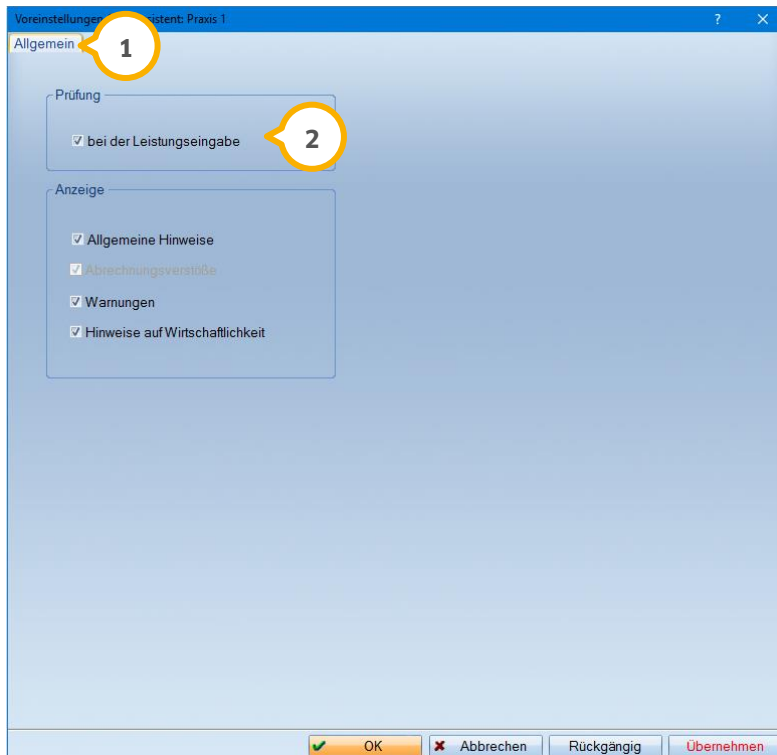 Voreinstellungen istent: Praxis 1 ?
Allgemein 1
Prüfung
bei der Leistungseingabe 2
Anzeige
Allgemeine Hinweise
Abrechnungsverstöße
Warnungen
Hinweise auf Wirtschaftlichkeit
OK Abbrechen Rückgängig Übernehmen